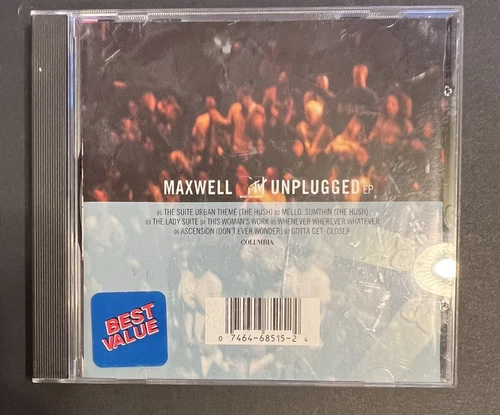 MAXWELL MTV UNPLUGGED EP
01 THE SUITE URBAN THEME (THE HUSH) 02 MELLO: SUMTHIN (THE HUSH)
03 THE LADY SUITE 04 THIS WOMAN'S WORK 05 WHENEVER WHEREVER WHATEVER
06 ASCENSION (DON'T EVER WONDER) 07 GOTTA GET: CLOSER
COLUMBIA
BEST
VALUE
0 7464-68515-2 4